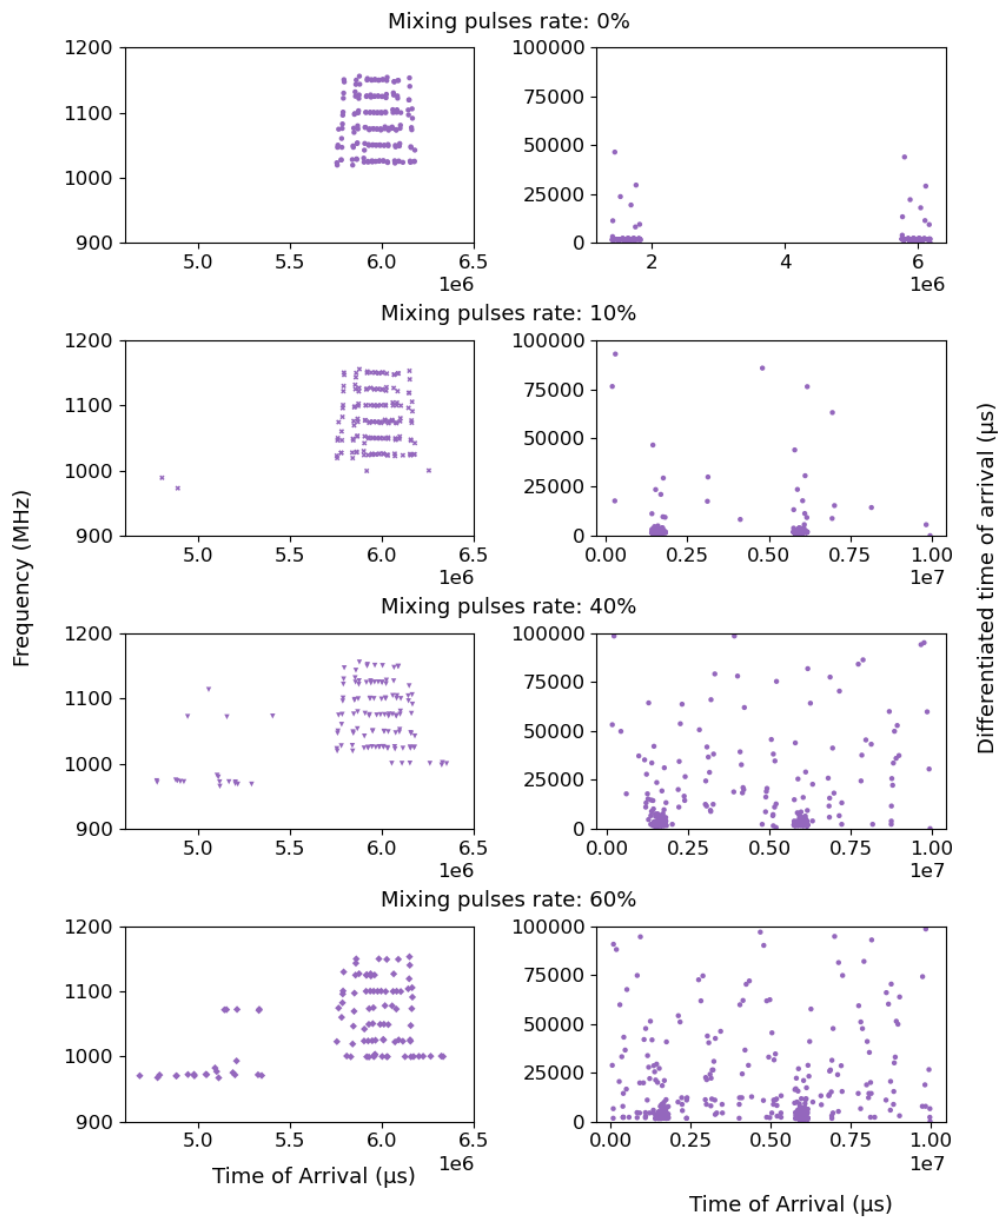 Mixing pulses rate: 0%
1200
1100
1000
900
5.0 5.5 6.0 6.5
1e6
100000
75000
50000
25000
0
2 4 6
1e6
Mixing pulses rate: 10%
1200
1100
1000
900
5.0 5.5 6.0 6.5
1e6
100000
75000
50000
25000
0
0.00 0.25 0.50 0.75 1.00
1e7
Mixing pulses rate: 40%
1200
1100
1000
900
5.0 5.5 6.0 6.5
1e6
100000
75000
50000
25000
0
0.00 0.25 0.50 0.75 1.00
1e7
Mixing pulses rate: 60%
1200
1100
1000
900
5.0 5.5 6.0 6.5
1e6
100000
75000
50000
25000
0
0.00 0.25 0.50 0.75 1.00
1e7
Frequency (MHz)
Differentiated time of arrival (μs)
Time of Arrival (μs)
Time of Arrival (μs)